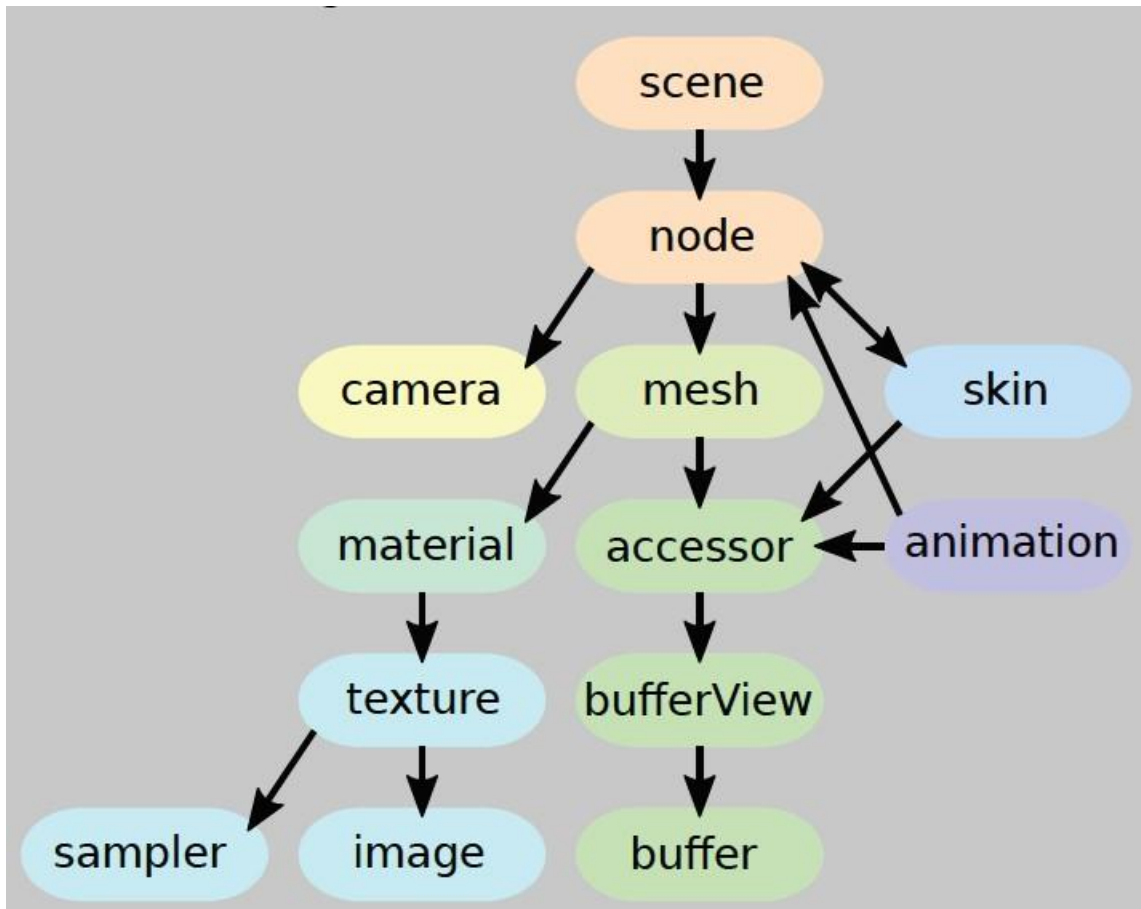 scene
node
camera
mesh
skin
material
accessor
animation
texture
bufferView
sampler
image
buffer